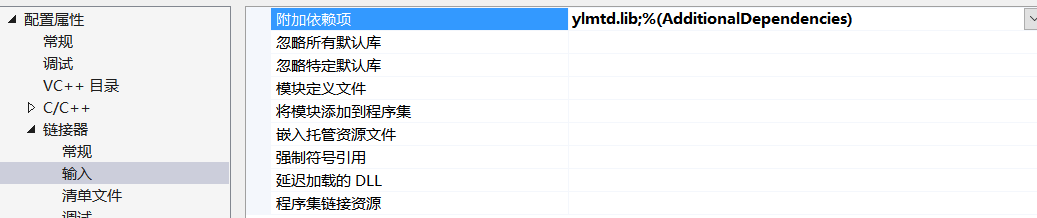 配置属性
常规
调试
VC++ 目录
C/C++
链接器
常规
输入
清单文件
调试
附加依赖项 ylmtd.lib;%(AdditionalDependencies)
忽略所有默认库
忽略特定默认库
模块定义文件
将模块添加到程序集
嵌入托管资源文件
强制符号引用
延迟加载的 DLL
程序集链接资源